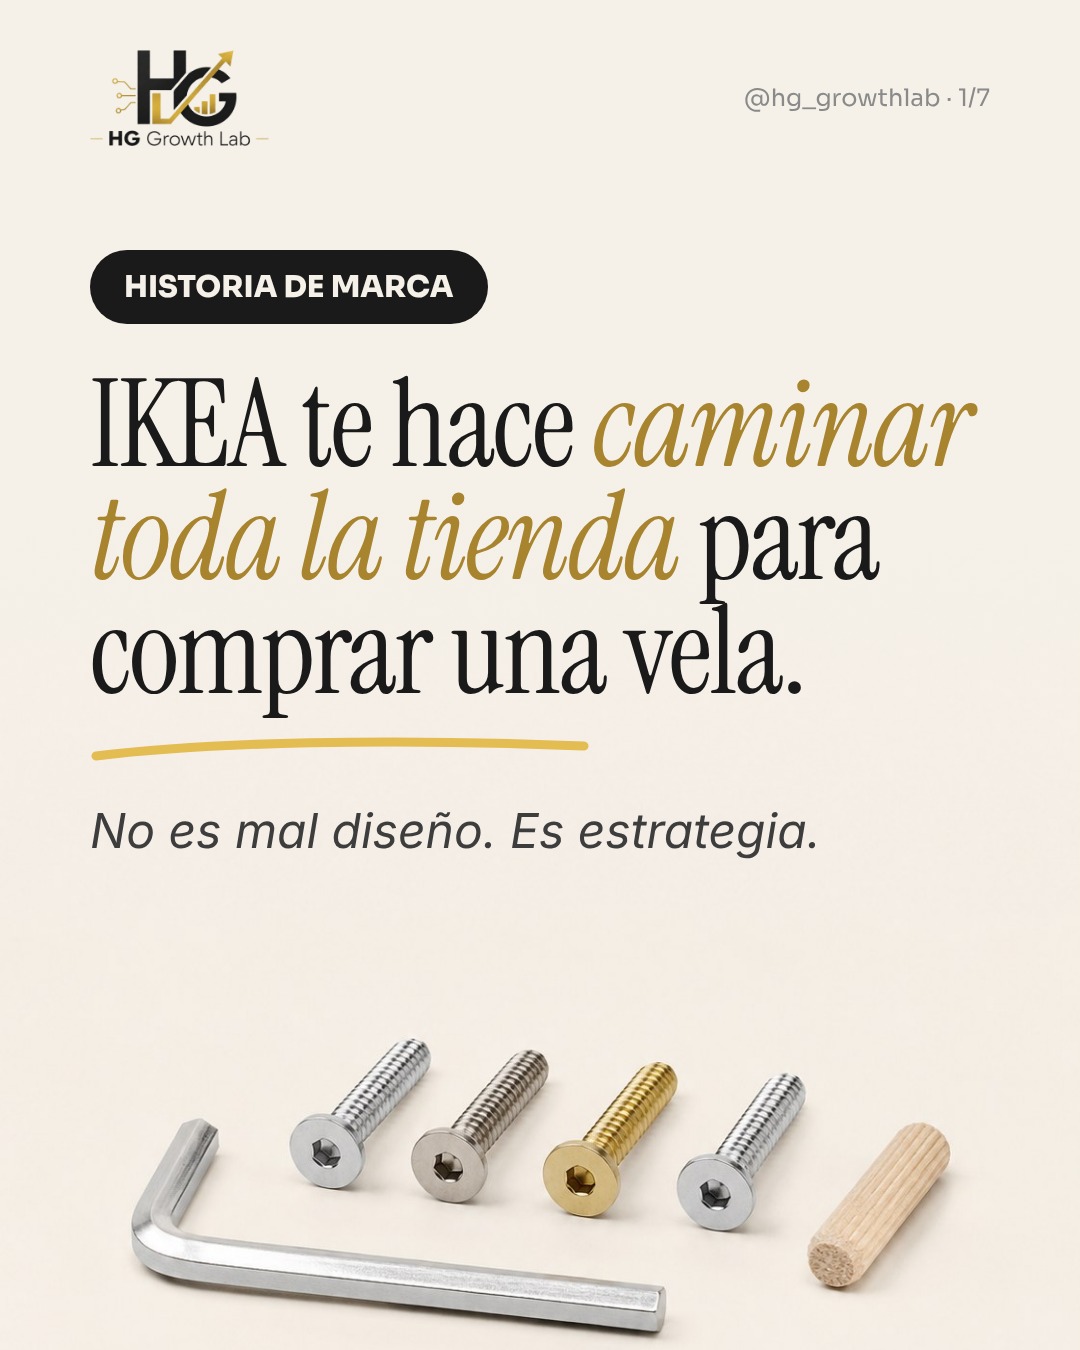 HG
HG Growth Lab
@hg_growthlab · 1/7
HISTORIA DE MARCA
IKEA te hace caminar
toda la tienda para
comprar una vela.
No es mal diseño. Es estrategia.